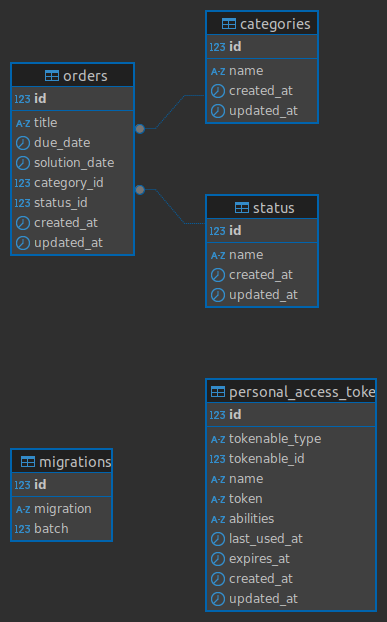 categories
123 id
A-Z name
created_at
updated_at
orders
123 id
A-Z title
due_date
solution_date
123 category_id
123 status_id
created_at
updated_at
status
123 id
A-Z name
created_at
updated_at
personal_access_toke
123 id
A-Z tokenable_type
123 tokenable_id
A-Z name
A-Z token
A-Z abilities
last_used_at
expires_at
created_at
updated_at
migrations
123 id
A-Z migration
123 batch